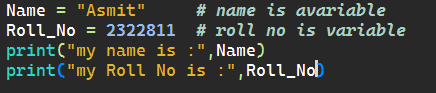 Name = "Asmit"     # name is avariable
Roll_No = 2322811  # roll no is variable
print("my name is :",Name)
print("my Roll No is :",Roll_No)